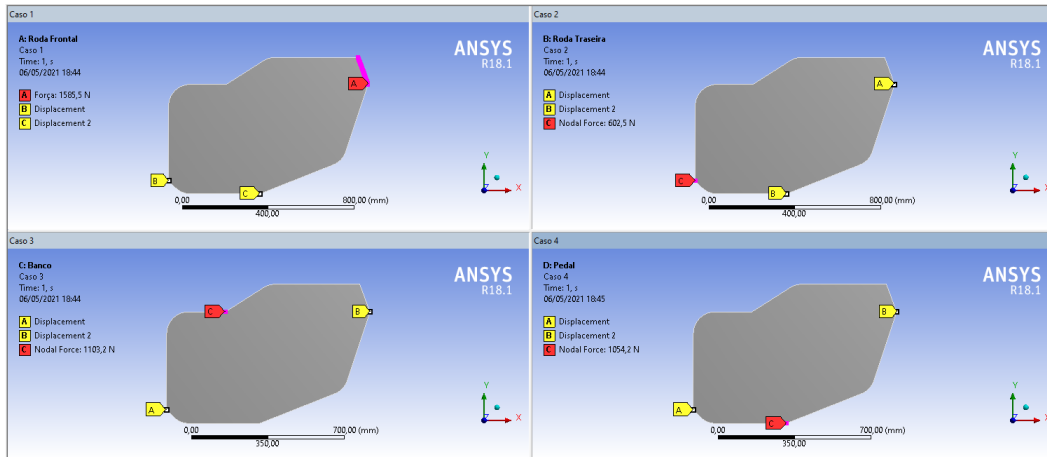 Caso 1
A: Roda Frontal
Caso 1
Time: 1, s
06/05/2021 18:44
A Força: 1585,5 N
B Displacement
C Displacement 2
ANSYS
R18.1
A
B
C
Y
X
Z
0,00
800,00 (mm)
400,00
Caso 2
B: Roda Traseira
Caso 2
Time: 1, s
06/05/2021 18:44
A Displacement
B Displacement 2
C Nodal Force: 602,5 N
ANSYS
R18.1
A
C
B
Y
X
Z
0,00
800,00 (mm)
400,00
Caso 3
C: Banco
Caso 3
Time: 1, s
06/05/2021 18:44
A Displacement
B Displacement 2
C Nodal Force: 1103,2 N
ANSYS
R18.1
C
B
A
Y
X
Z
0,00
700,00 (mm)
350,00
Caso 4
D: Pedal
Caso 4
Time: 1, s
06/05/2021 18:45
A Displacement
B Displacement 2
C Nodal Force: 1054,2 N
ANSYS
R18.1
B
A
C
Y
X
Z
0,00
700,00 (mm)
350,00